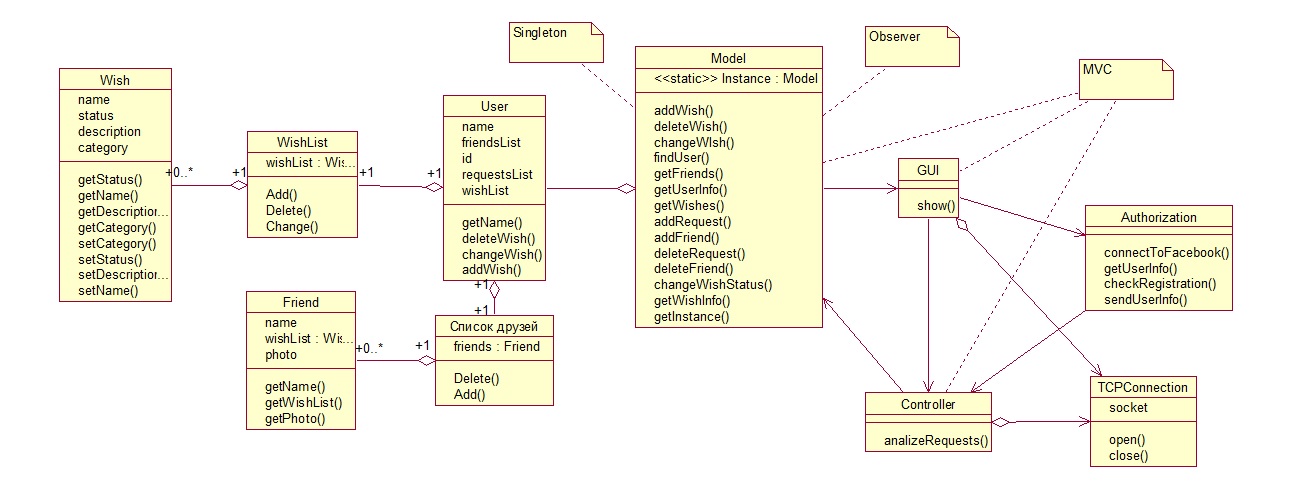 Singleton
Observer
MVC
Wish
name
status
description
category
getStatus()
getName()
getDescription...
getCategory()
setCategory()
setStatus()
setDescription...
setName()
+0..*
+1
WishList
wishList : Wis...
Add()
Delete()
Change()
+1
+1
User
name
friendsList
id
requestsList
wishList
getName()
deleteWish()
changeWish()
addWish()
+1
+1
Список друзей
friends : Friend
Delete()
Add()
+1
+0..*
Friend
name
wishList : Wis...
photo
getName()
getWishList()
getPhoto()
Model
<<static>> Instance : Model
addWish()
deleteWish()
changeWIsh()
findUser()
getFriends()
getUserInfo()
getWishes()
addRequest()
addFriend()
deleteRequest()
deleteFriend()
changeWishStatus()
getWishInfo()
getInstance()
GUI
show()
Authorization
connectToFacebook()
getUserInfo()
checkRegistration()
sendUserInfo()
Controller
analizeRequests()
TCPConnection
socket
open()
close()